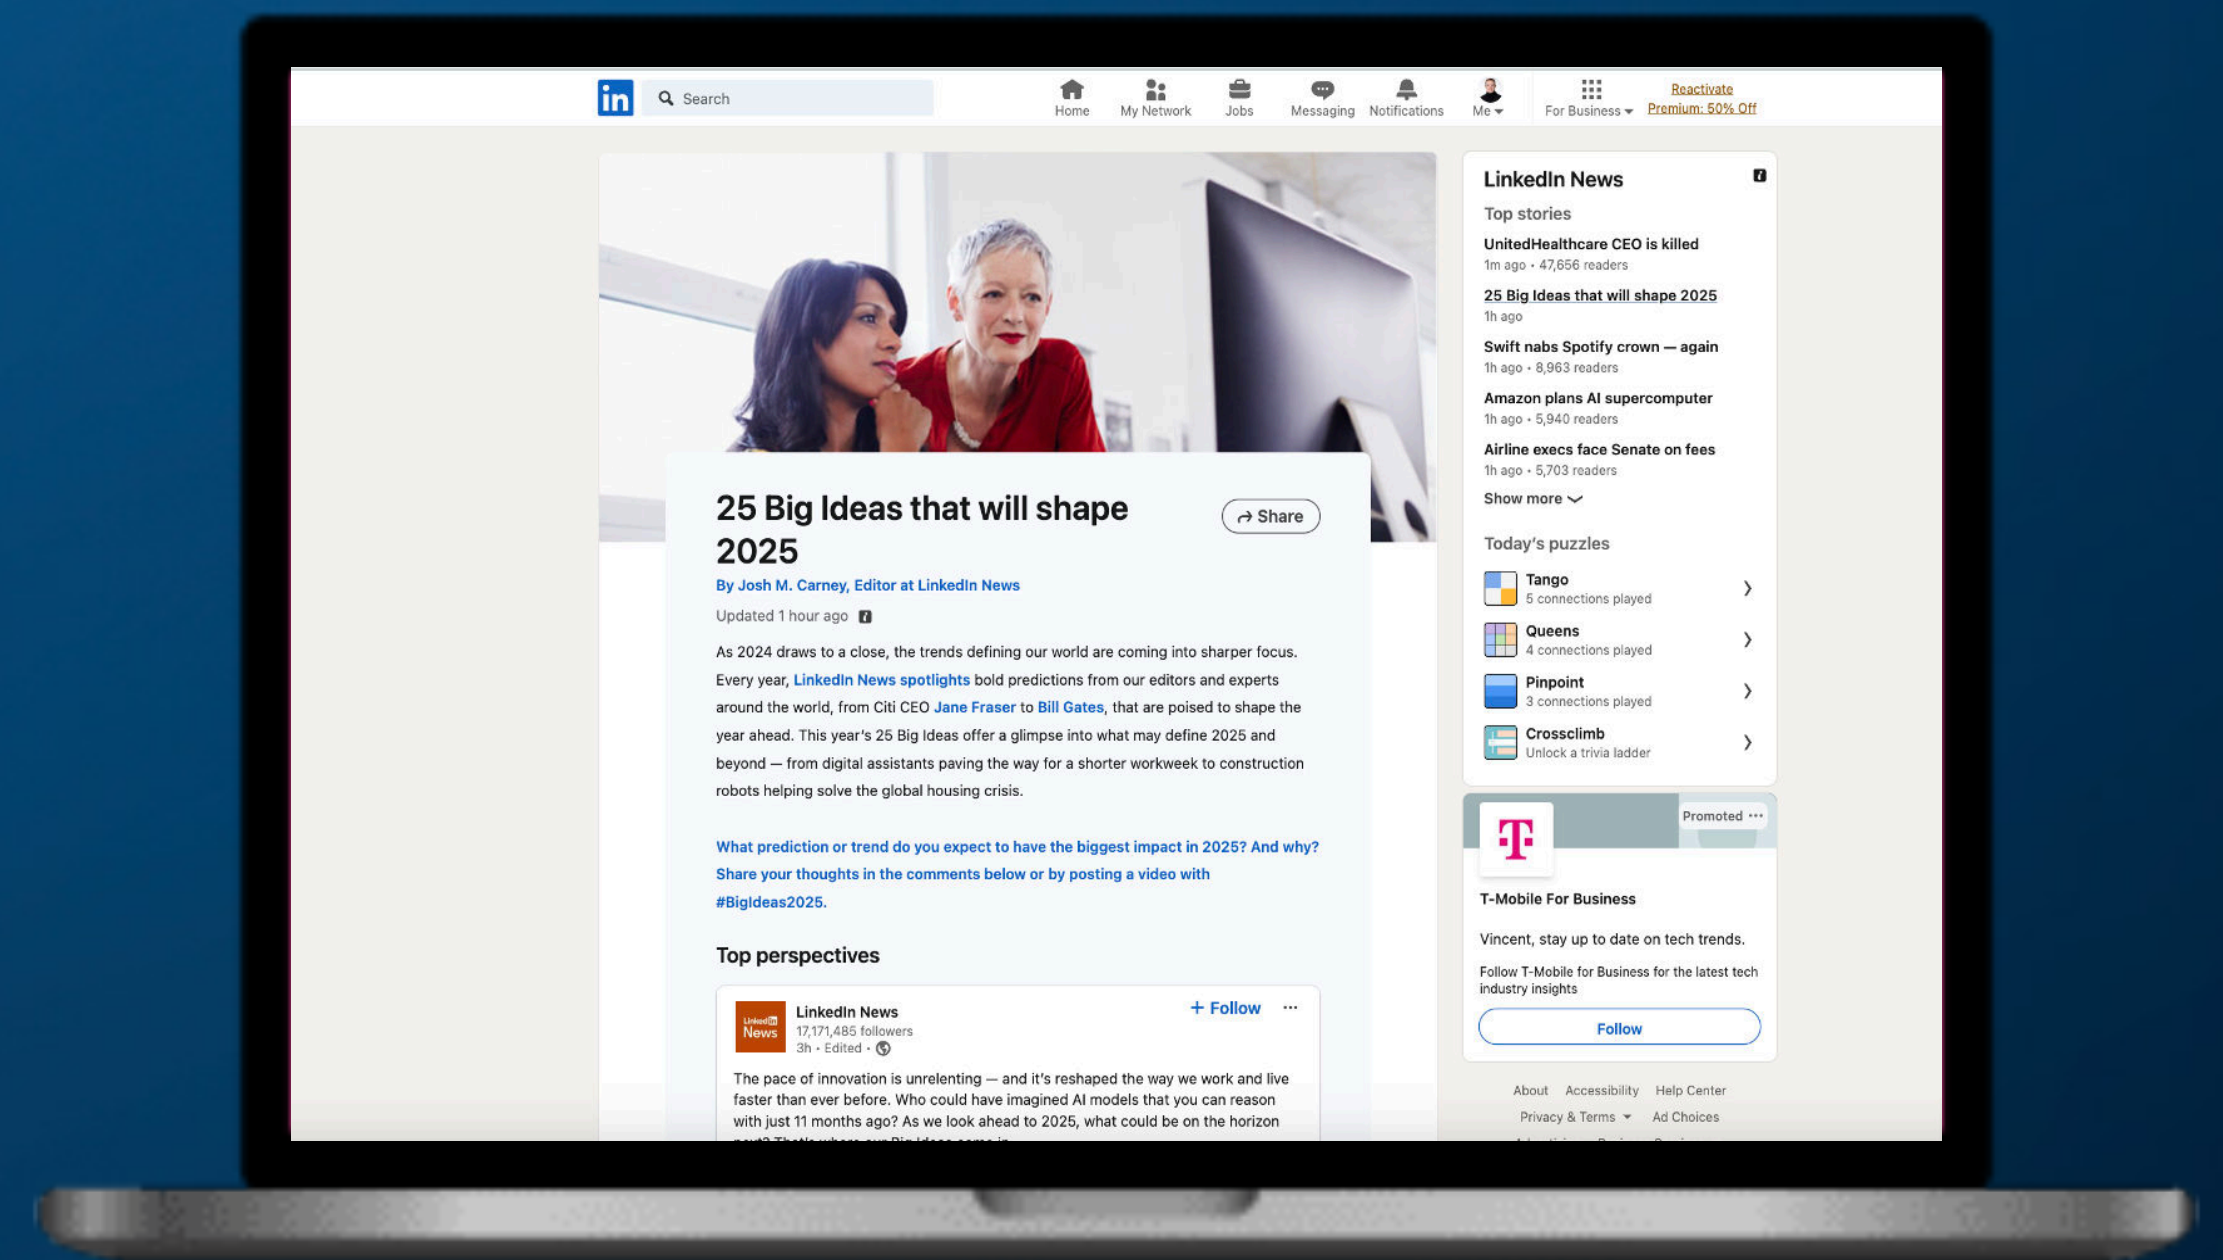 in
Search
Home
My Network
Jobs
Messaging
Notifications
Me
For Business
Reactivate
Premium: 50% Off
25 Big Ideas that will shape
2025
Share
By Josh M. Carney, Editor at LinkedIn News
Updated 1 hour ago
As 2024 draws to a close, the trends defining our world are coming into sharper focus.
Every year, LinkedIn News spotlights bold predictions from our editors and experts
around the world, from Citi CEO Jane Fraser to Bill Gates, that are poised to shape the
year ahead. This year's 25 Big Ideas offer a glimpse into what may define 2025 and
beyond — from digital assistants paving the way for a shorter workweek to construction
robots helping solve the global housing crisis.
What prediction or trend do you expect to have the biggest impact in 2025? And why?
Share your thoughts in the comments below or by posting a video with
#BigIdeas2025.
Top perspectives
Linked in
News
LinkedIn News
17,171,485 followers
3h • Edited •
+ Follow
The pace of innovation is unrelenting — and it's reshaped the way we work and live
faster than ever before. Who could have imagined AI models that you can reason
with just 11 months ago? As we look ahead to 2025, what could be on the horizon
LinkedIn News
Top stories
UnitedHealthcare CEO is killed
1m ago • 47,656 readers
25 Big Ideas that will shape 2025
1h ago
Swift nabs Spotify crown — again
1h ago • 8,963 readers
Amazon plans AI supercomputer
1h ago • 5,940 readers
Airline execs face Senate on fees
1h ago • 5,703 readers
Show more
Today's puzzles
Tango
5 connections played
Queens
4 connections played
Pinpoint
3 connections played
Crossclimb
Unlock a trivia ladder
Promoted
T
T-Mobile For Business
Vincent, stay up to date on tech trends.
Follow T-Mobile for Business for the latest tech
industry insights
Follow
About Accessibility Help Center
Privacy & Terms Ad Choices